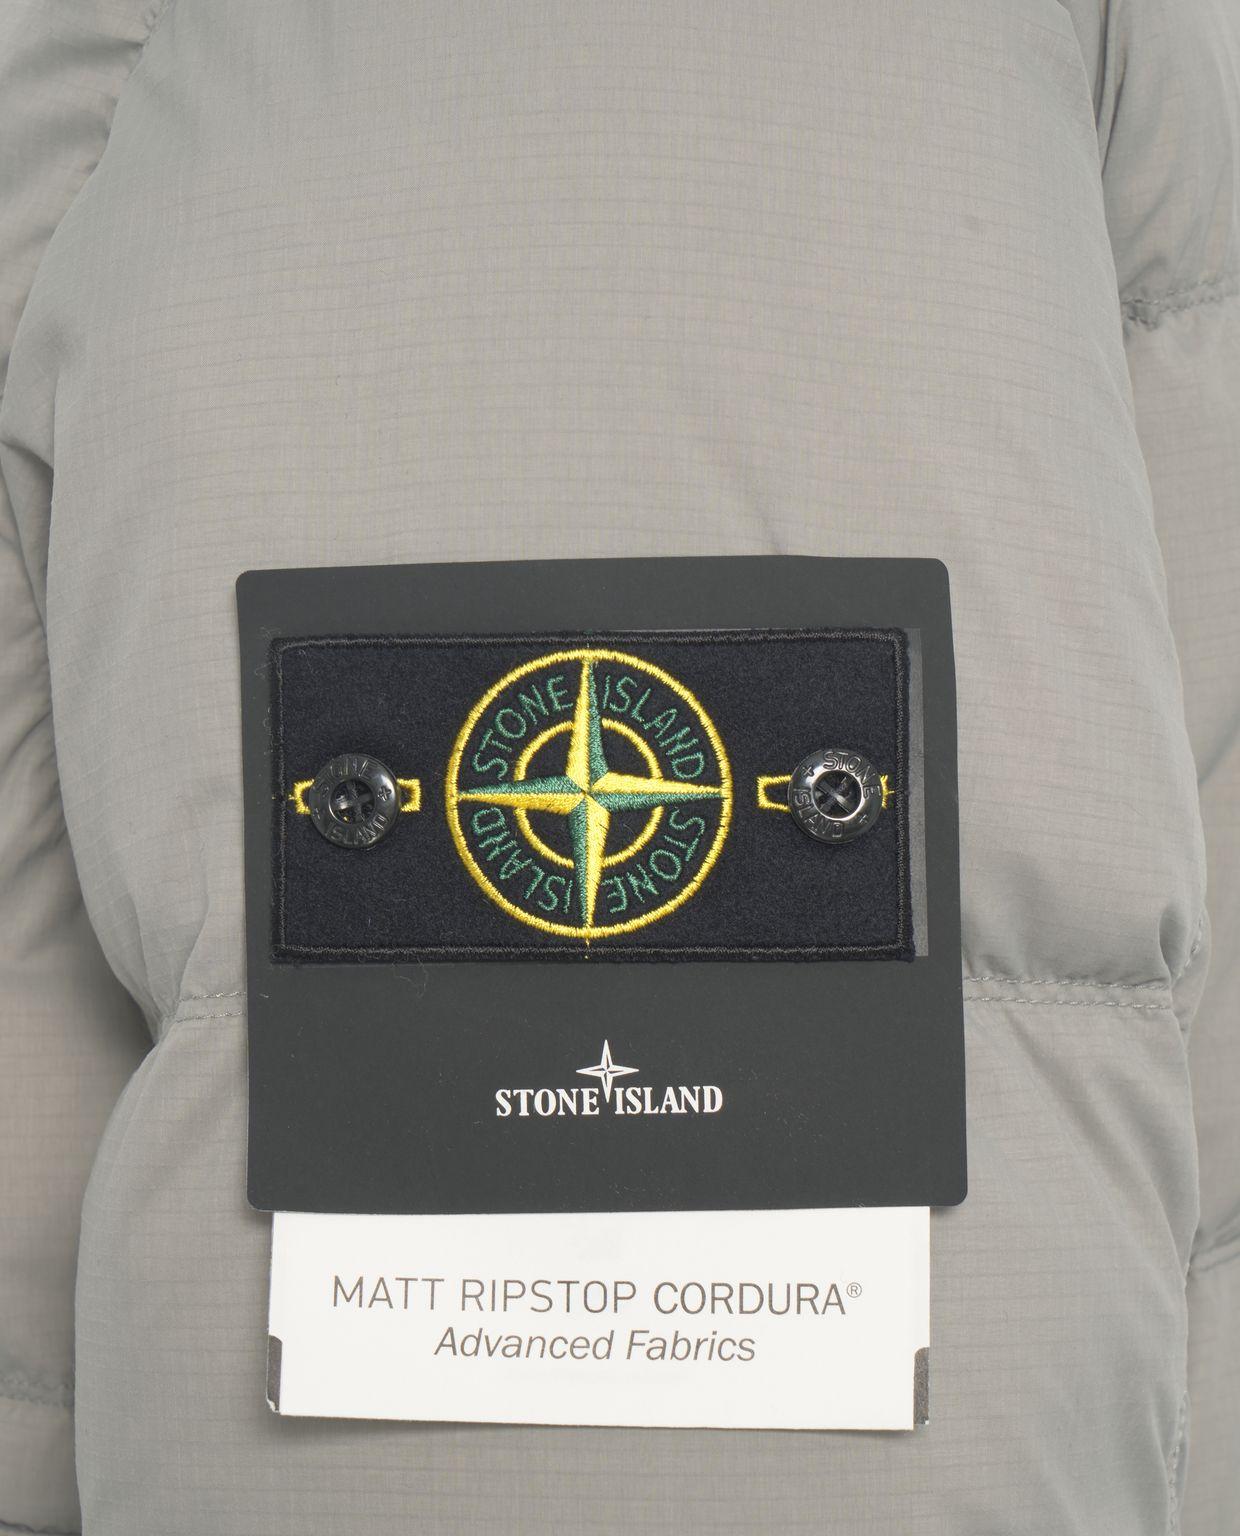 STONE ISLAND
STONE ISLAND
STONE ISLAND
STONE ISLAND
STONE ISLAND
MATT RIPSTOP CORDURA®
Advanced Fabrics